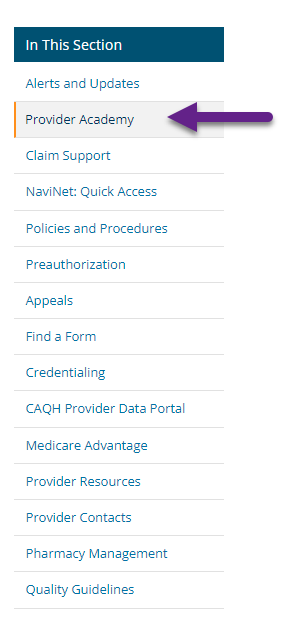 In This Section
Alerts and Updates
Provider Academy
Claim Support
NaviNet: Quick Access
Policies and Procedures
Preauthorization
Appeals
Find a Form
Credentialing
CAQH Provider Data Portal
Medicare Advantage
Provider Resources
Provider Contacts
Pharmacy Management
Quality Guidelines